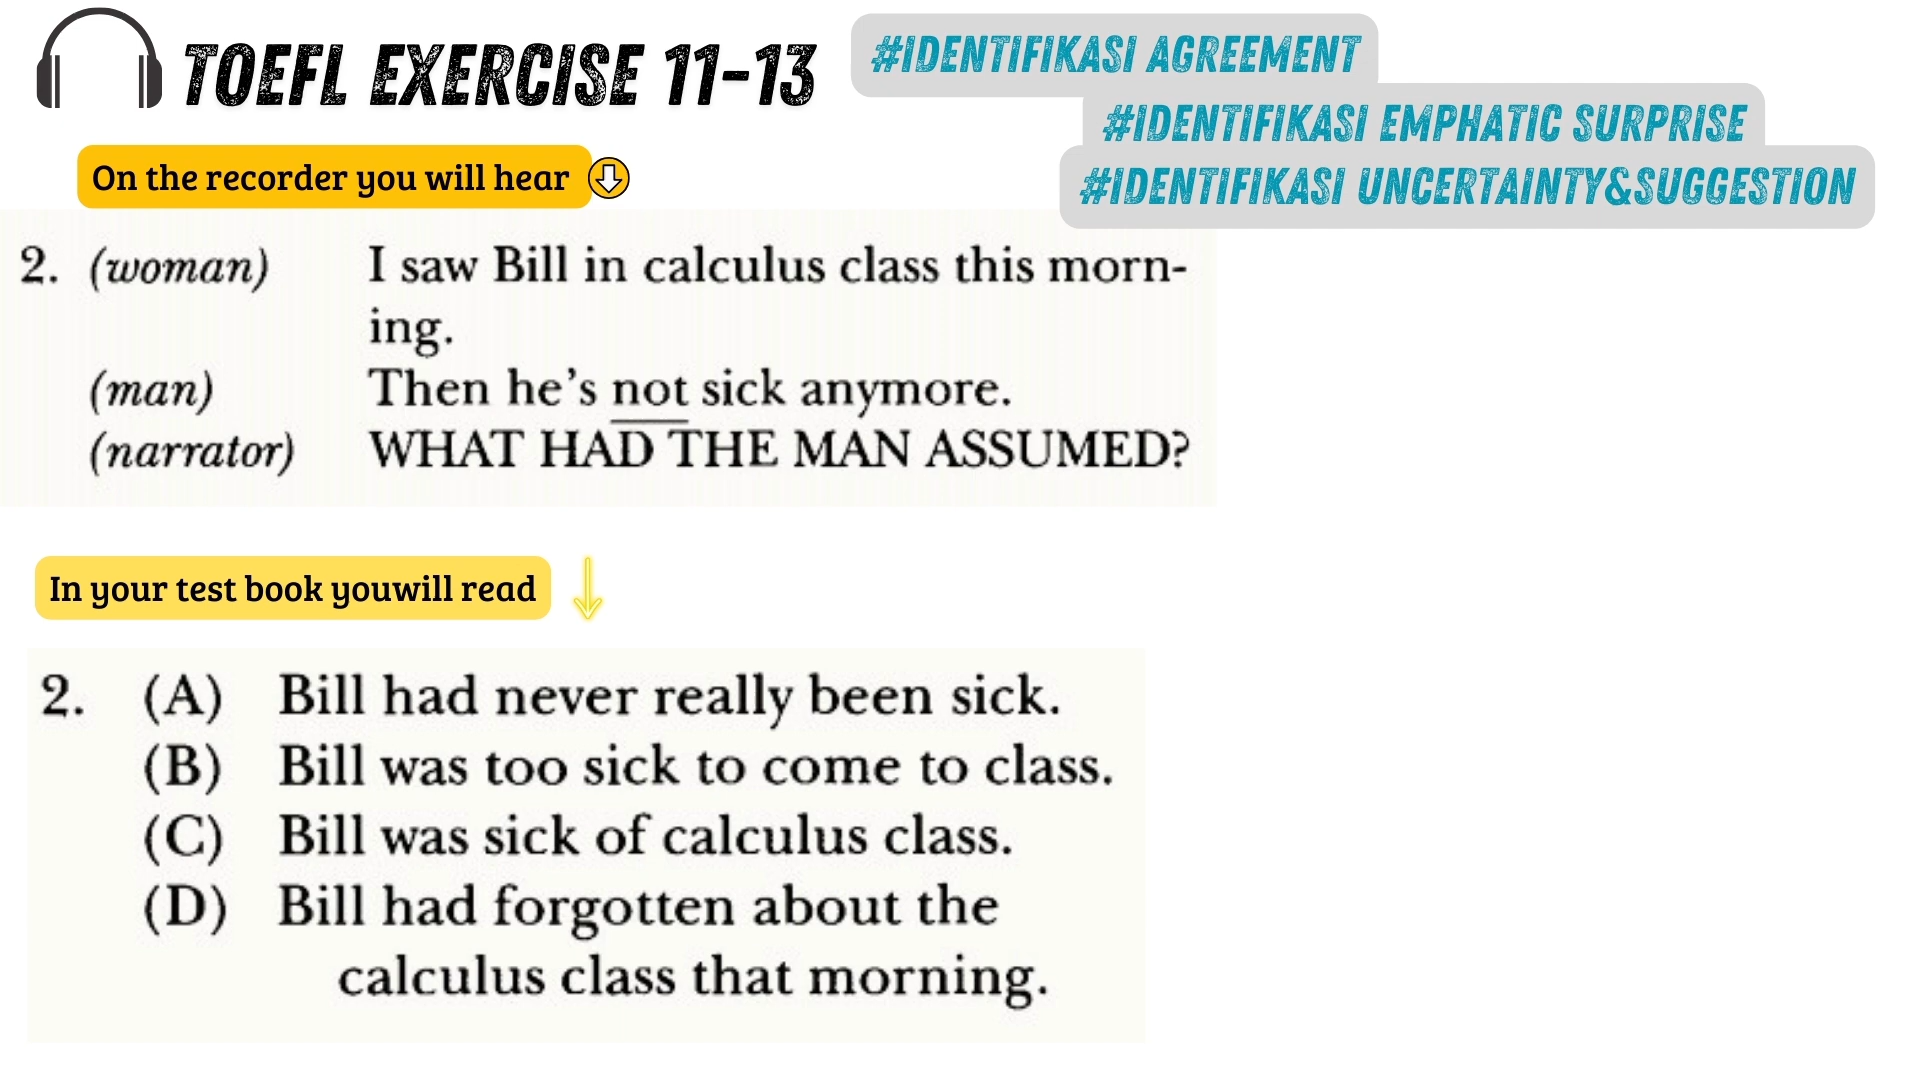 TOEFL EXERCISE 11-13
#IDENTIFIKASI AGREEMENT
#IDENTIFIKASI EMPHATIC SURPRISE
#IDENTIFIKASI UNCERTAINTY&SUGGESTION
On the recorder you will hear
2. (woman) I saw Bill in calculus class this morn-
ing.
(man) Then he's not sick anymore.
(narrator) WHAT HAD THE MAN ASSUMED?
In your test book youwill read
2. (A) Bill had never really been sick.
(B) Bill was too sick to come to class.
(C) Bill was sick of calculus class.
(D) Bill had forgotten about the
calculus class that morning.